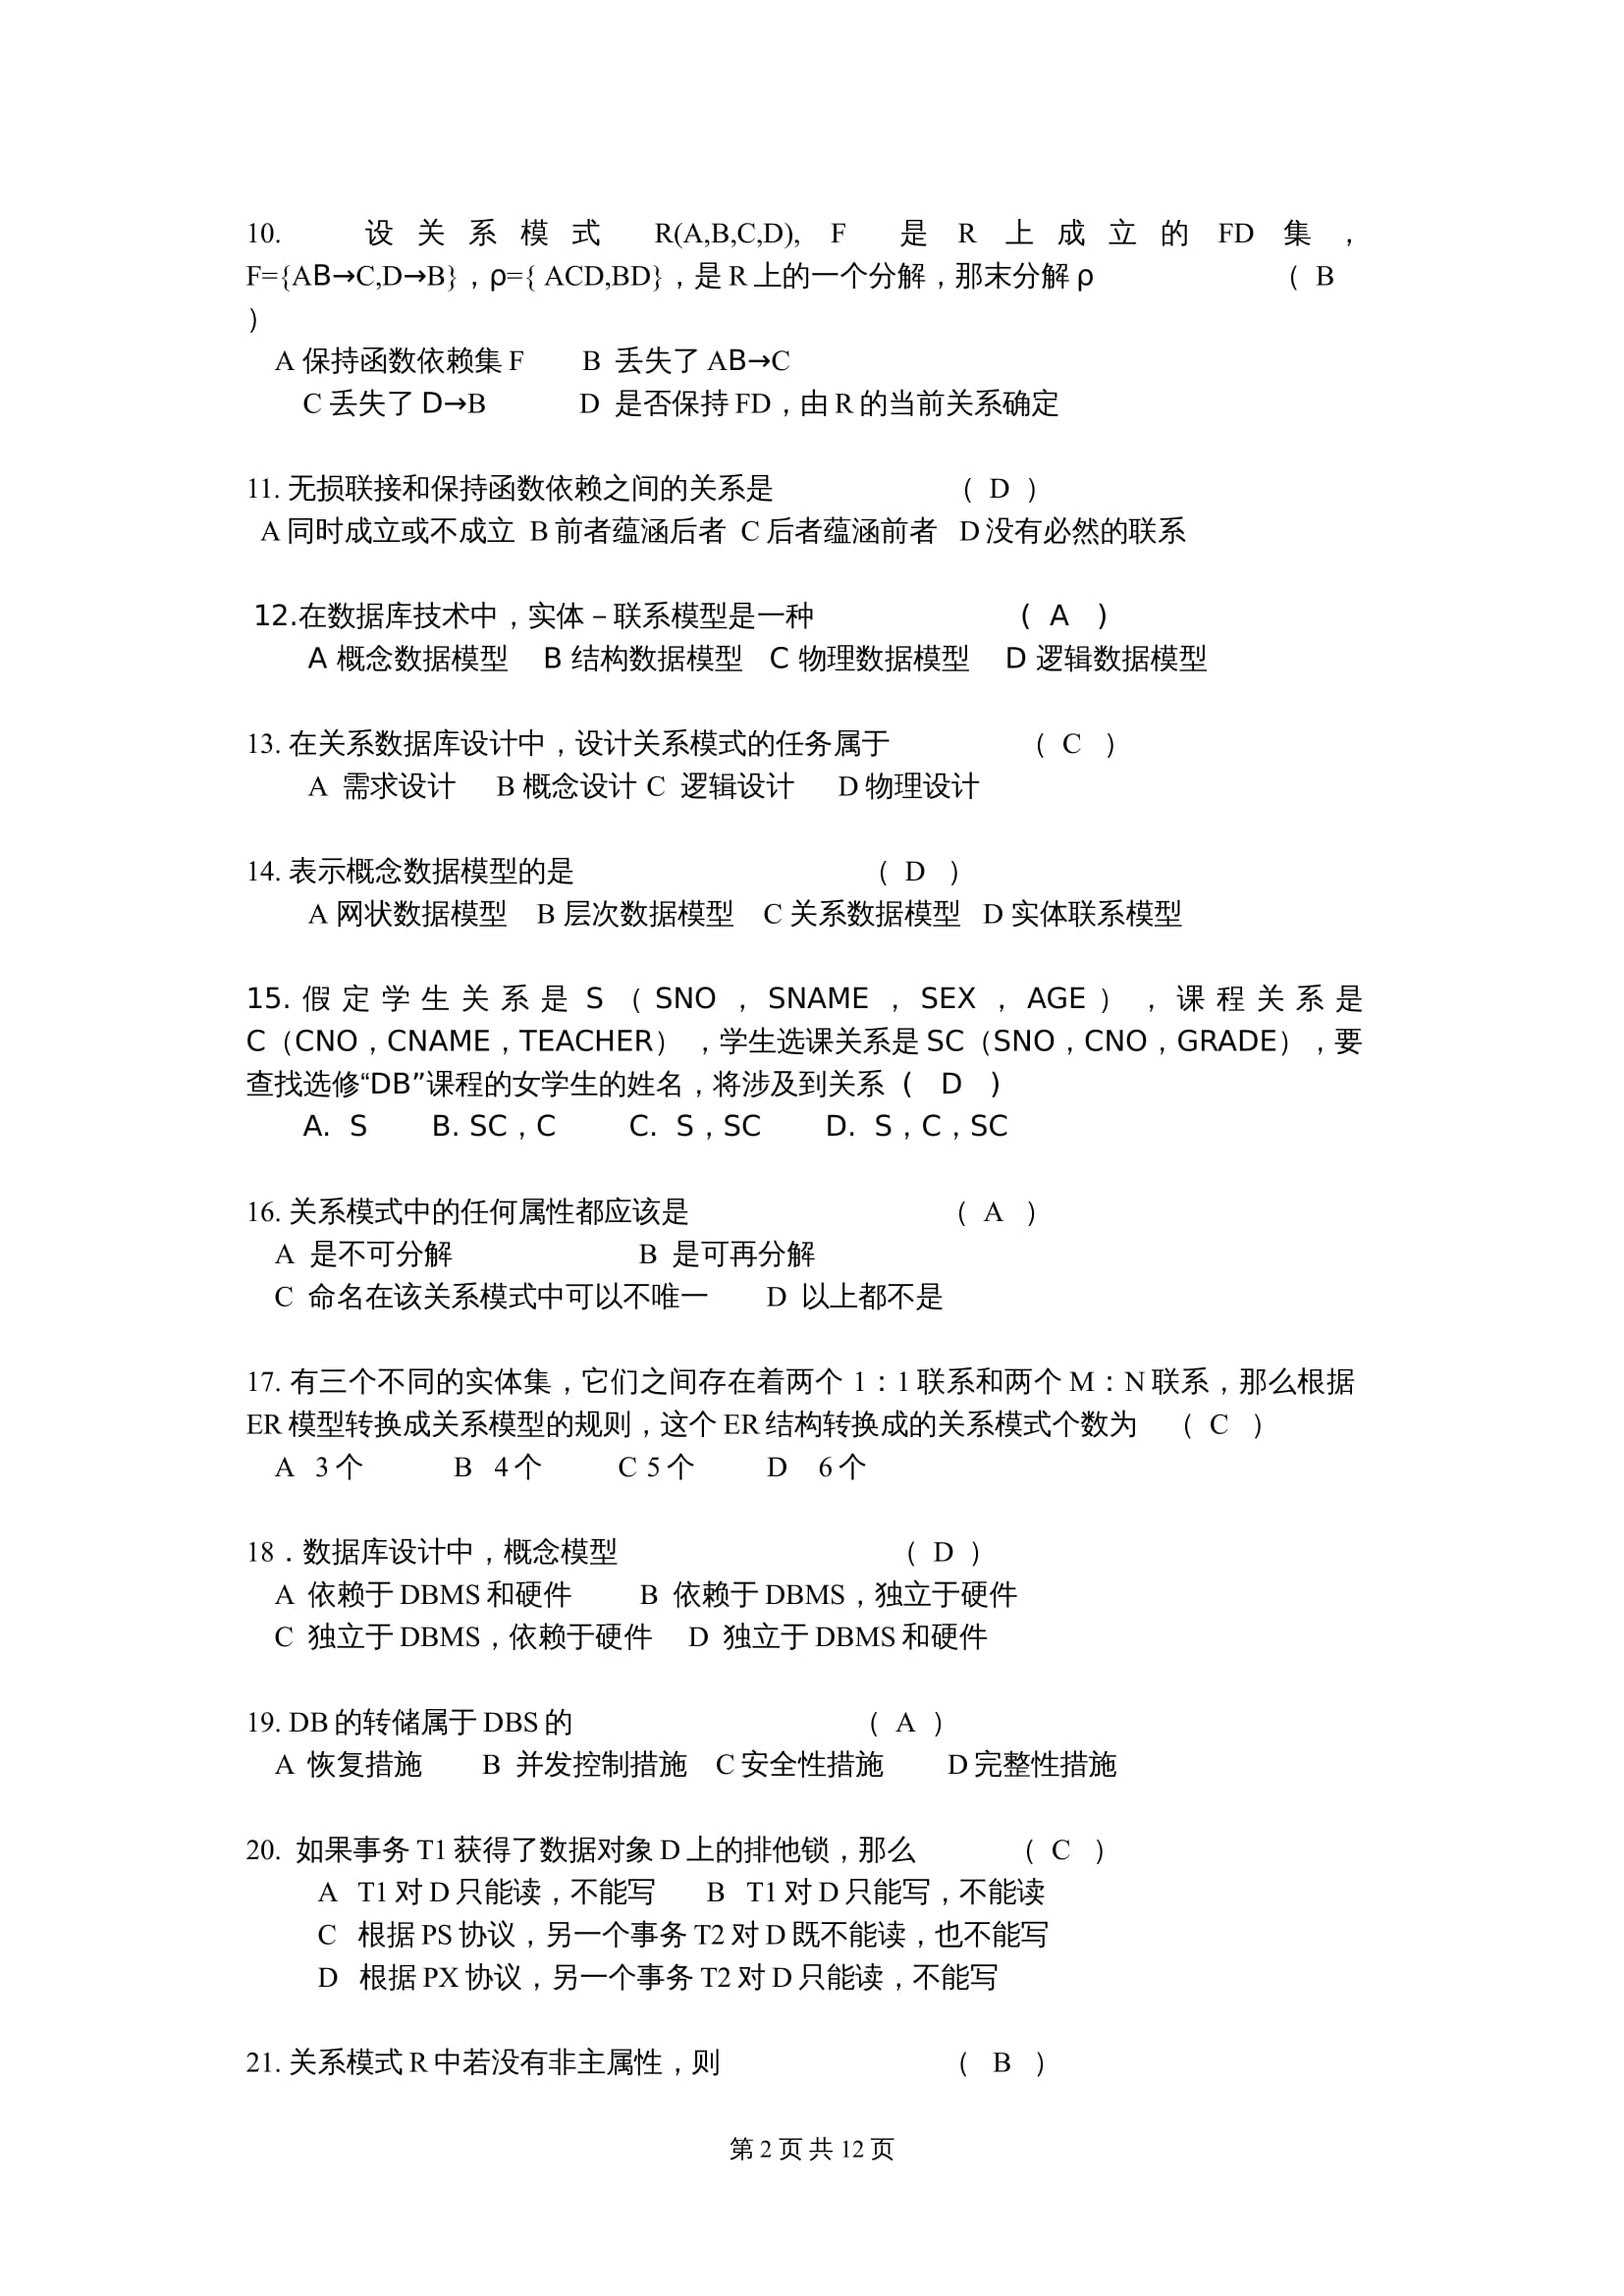 10. 设关系模式 R(A,B,C,D), F 是 R 上成立的 FD 集，
F={AB→C,D→B}，ρ={ ACD,BD}，是 R 上的一个分解，那末分解 ρ （ B
）
A 保持函数依赖集 F B 丢失了 AB→C
C 丢失了 D→B D 是否保持 FD，由 R 的当前关系确定
11. 无损联接和保持函数依赖之间的关系是 （ D ）
A 同时成立或不成立 B 前者蕴涵后者 C 后者蕴涵前者 D 没有必然的联系
12.在数据库技术中，实体－联系模型是一种 ( A )
A 概念数据模型 B 结构数据模型 C 物理数据模型 D 逻辑数据模型
13. 在关系数据库设计中，设计关系模式的任务属于 （ C ）
A 需求设计 B 概念设计 C 逻辑设计 D 物理设计
14. 表示概念数据模型的是 （ D ）
A 网状数据模型 B 层次数据模型 C 关系数据模型 D 实体联系模型
15. 假定学生关系是 S（SNO，SNAME，SEX，AGE），课程关系是
C（CNO，CNAME，TEACHER），学生选课关系是 SC（SNO，CNO，GRADE），要
查找选修“DB”课程的女学生的姓名，将涉及到关系 ( D )
A. S B. SC，C C. S，SC D. S，C，SC
16. 关系模式中的任何属性都应该是 （ A ）
A 是不可分解 B 是可再分解
C 命名在该关系模式中可以不唯一 D 以上都不是
17. 有三个不同的实体集，它们之间存在着两个 1：1 联系和两个 M：N 联系，那么根据
ER 模型转换成关系模型的规则，这个 ER 结构转换成的关系模式个数为 （ C ）
A 3 个 B 4 个 C 5 个 D 6 个
18．数据库设计中，概念模型 （ D ）
A 依赖于 DBMS 和硬件 B 依赖于 DBMS，独立于硬件
C 独立于 DBMS，依赖于硬件 D 独立于 DBMS 和硬件
19. DB 的转储属于 DBS 的 （ A ）
A 恢复措施 B 并发控制措施 C 安全性措施 D 完整性措施
20. 如果事务 T1 获得了数据对象 D 上的排他锁，那么 （ C ）
A T1 对 D 只能读，不能写 B T1 对 D 只能写，不能读
C 根据 PS 协议，另一个事务 T2 对 D 既不能读，也不能写
D 根据 PX 协议，另一个事务 T2 对 D 只能读，不能写
21. 关系模式 R 中若没有非主属性，则 （ B ）
第 2 页 共 12 页